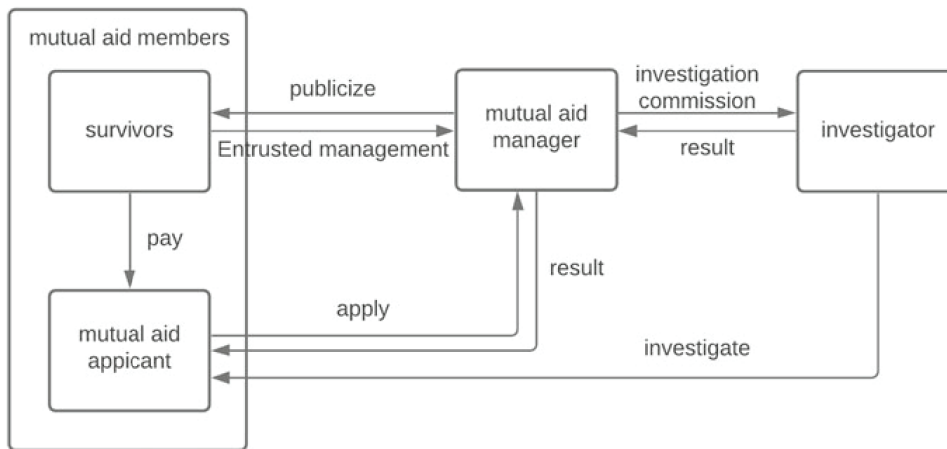 mutual aid members
survivors
publicize
Entrusted management
mutual aid
manager
investigation
commission
result
investigator
pay
result
mutual aid
appicant
apply
investigate